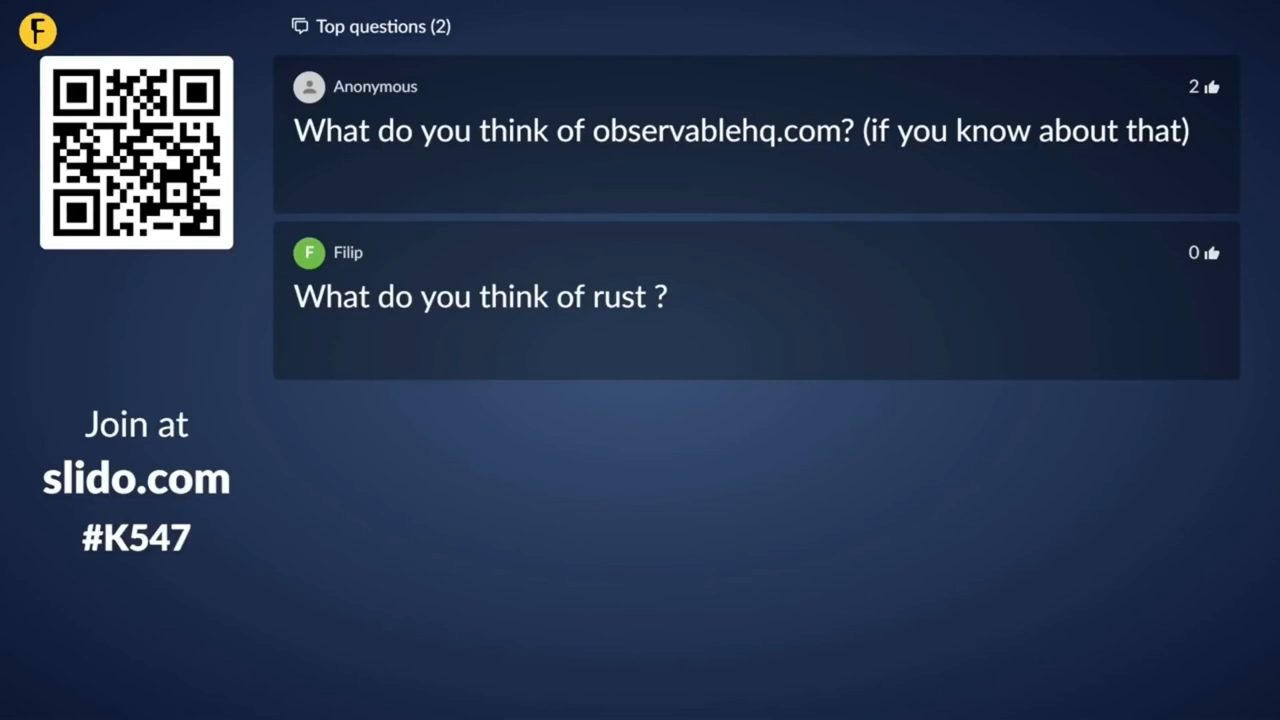 F
Top questions (2)
Anonymous
2
What do you think of observablehq.com? (if you know about that)
F
Filip
0
What do you think of rust ?
Join at
slido.com
#K547